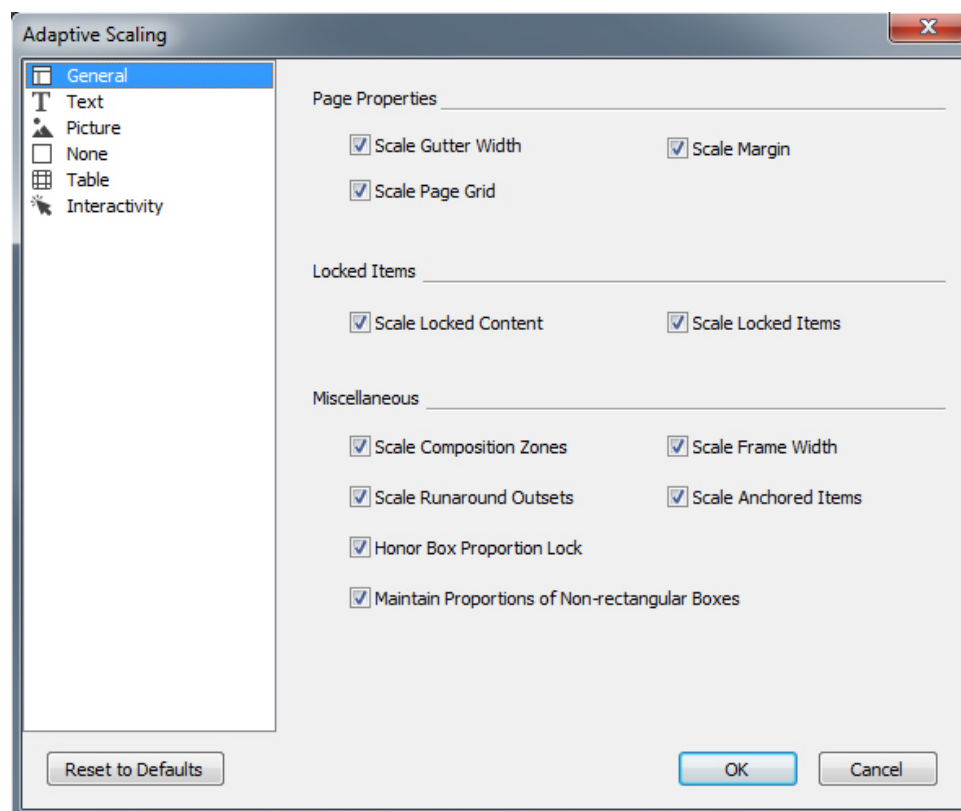 Adaptive Scaling
General
Text
Picture
None
Table
Interactivity
Page Properties
Scale Gutter Width
Scale Margin
Scale Page Grid
Locked Items
Scale Locked Content
Scale Locked Items
Miscellaneous
Scale Composition Zones
Scale Frame Width
Scale Runaround Outsets
Scale Anchored Items
Honor Box Proportion Lock
Maintain Proportions of Non-rectangular Boxes
Reset to Defaults
OK
Cancel